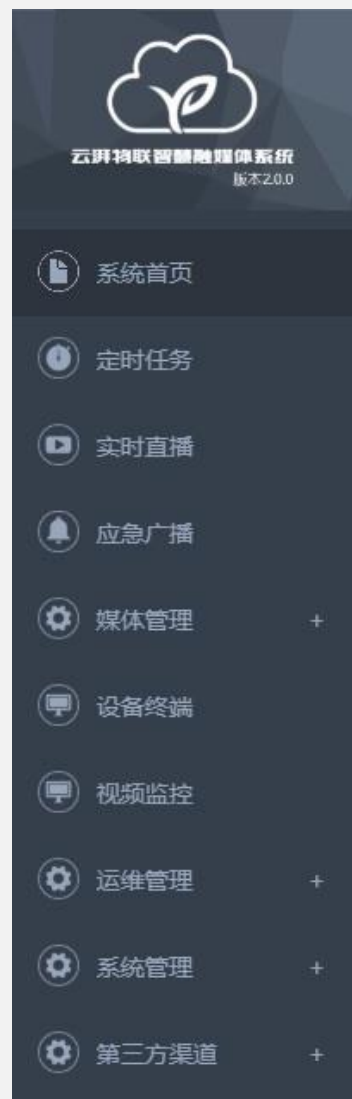 云湃物联智慧融媒体系统
版本2.0.0
系统首页
定时任务
实时直播
应急广播
媒体管理 +
设备终端
视频监控
运维管理 +
系统管理 +
第三方渠道 +